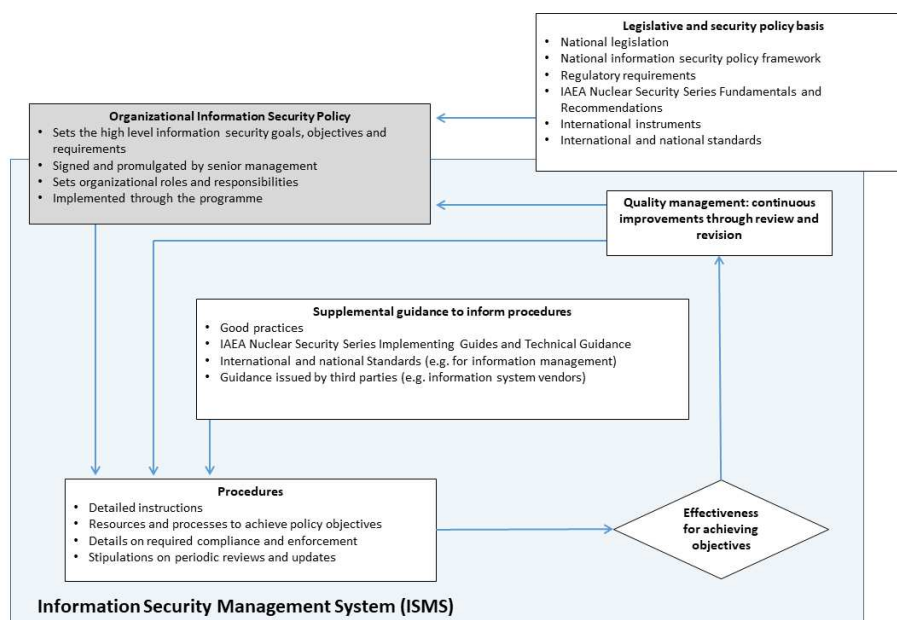 Legislative and security policy basis
• National legislation
• National information security policy framework
• Regulatory requirements
• IAEA Nuclear Security Series Fundamentals and
Recommendations
• International instruments
• International and national standards
Organizational Information Security Policy
• Sets the high level information security goals, objectives and
requirements
• Signed and promulgated by senior management
• Sets organizational roles and responsibilities
• Implemented through the programme
Quality management: continuous
improvements through review and
revision
Supplemental guidance to inform procedures
• Good practices
• IAEA Nuclear Security Series Implementing Guides and Technical Guidance
• International and national Standards (e.g. for information management)
• Guidance issued by third parties (e.g. information system vendors)
Procedures
• Detailed instructions
• Resources and processes to achieve policy objectives
• Details on required compliance and enforcement
• Stipulations on periodic reviews and updates
Effectiveness
for achieving
objectives
Information Security Management System (ISMS)